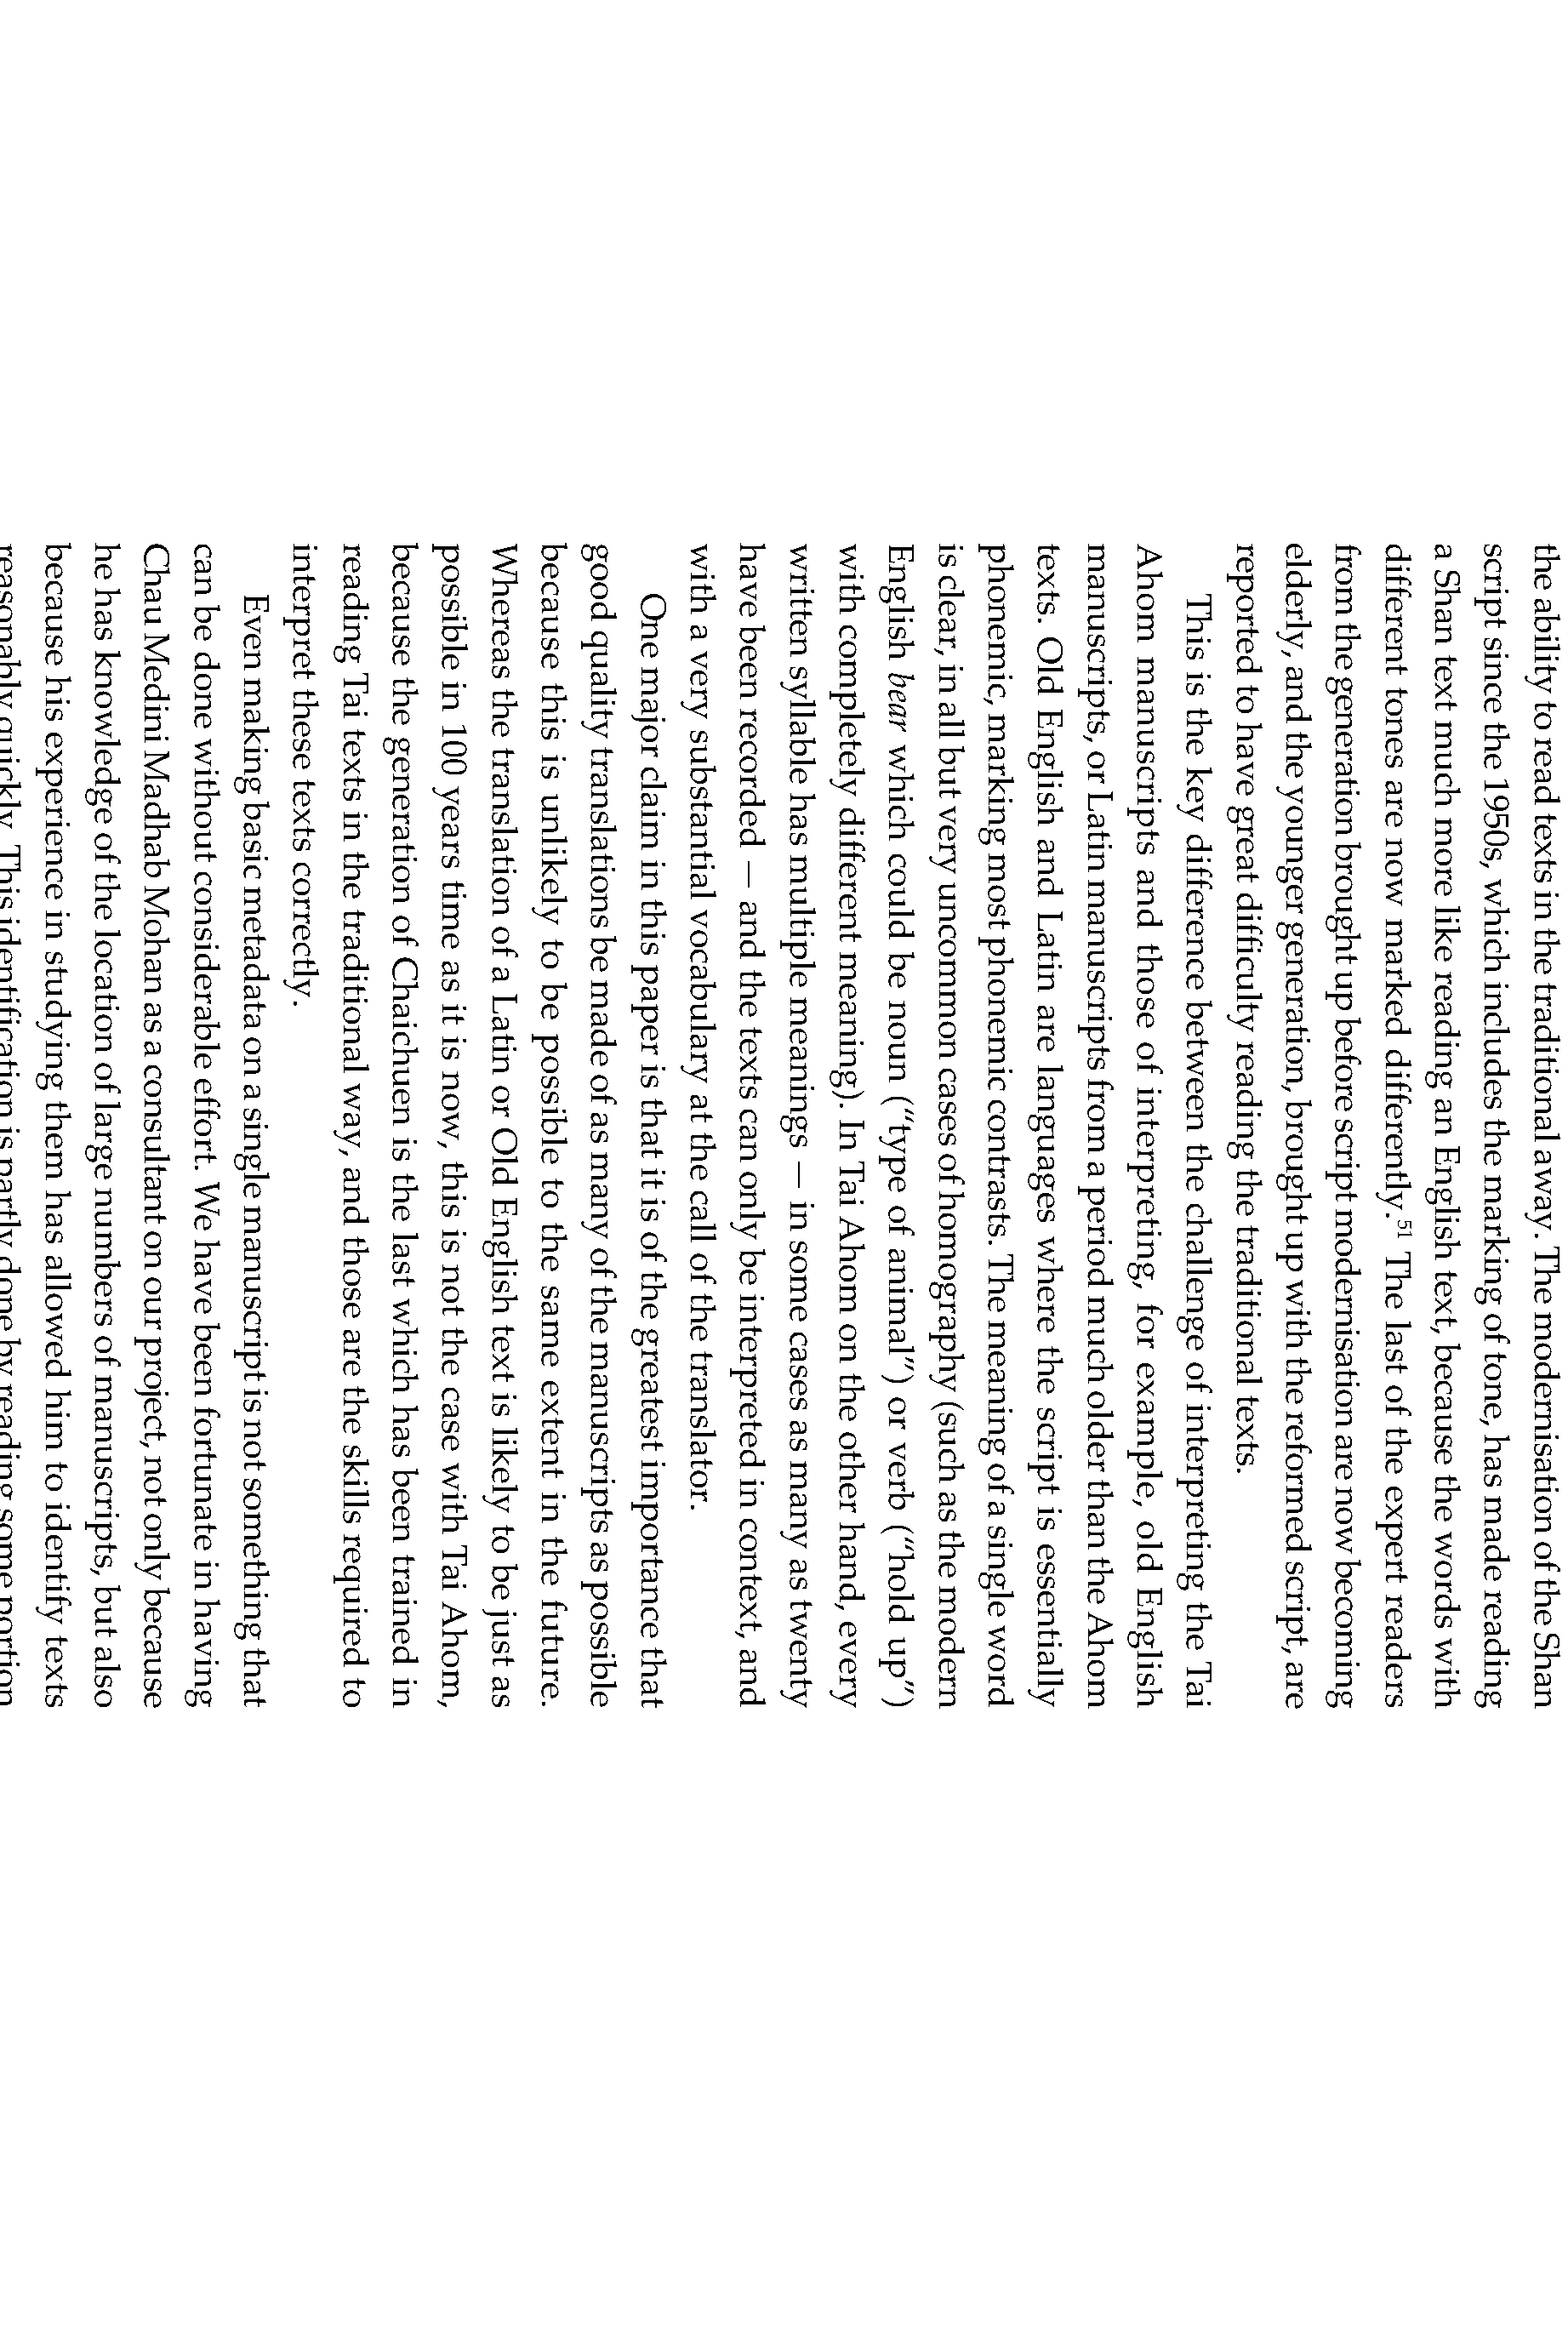 the ability to read texts in the traditional away. The modernisation of the Shan
script since the 1950s, which includes the marking of tone, has made reading
a Shan text much more like reading an English text, because the words with
different tones are now marked differently.51 The last of the expert readers
from the generation brought up before script modernisation are now becoming
elderly, and the younger generation, brought up with the reformed script, are
reported to have great difficulty reading the traditional texts.
This is the key difference between the challenge of interpreting the Tai
Ahom manuscripts and those of interpreting, for example, old English
manuscripts, or Latin manuscripts from a period much older than the Ahom
texts. Old English and Latin are languages where the script is essentially
phonemic, marking most phonemic contrasts. The meaning of a single word
is clear, in all but very uncommon cases of homography (such as the modern
English bear which could be noun (“type of animal”) or verb (“hold up”)
with completely different meaning). In Tai Ahom on the other hand, every
written syllable has multiple meanings — in some cases as many as twenty
have been recorded — and the texts can only be interpreted in context, and
with a very substantial vocabulary at the call of the translator.
One major claim in this paper is that it is of the greatest importance that
good quality translations be made of as many of the manuscripts as possible
because this is unlikely to be possible to the same extent in the future.
Whereas the translation of a Latin or Old English text is likely to be just as
possible in 100 years time as it is now, this is not the case with Tai Ahom,
because the generation of Chaichuen is the last which has been trained in
reading Tai texts in the traditional way, and those are the skills required to
interpret these texts correctly.
Even making basic metadata on a single manuscript is not something that
can be done without considerable effort. We have been fortunate in having
Chau Medini Madhab Mohan as a consultant on our project, not only because
he has knowledge of the location of large numbers of manuscripts, but also
because his experience in studying them has allowed him to identify texts
reasonably quickly. This identification is partly done by reading some portion